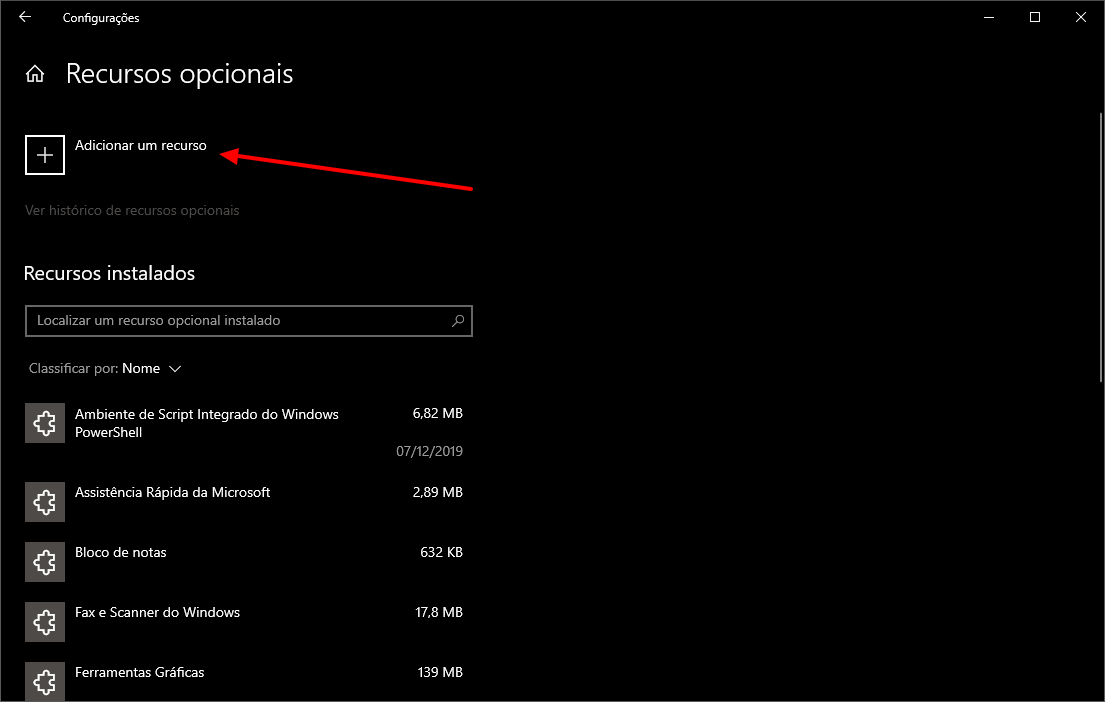 Configurações
Recursos opcionais
Adicionar um recurso
Ver histórico de recursos opcionais
Recursos instalados
Localizar um recurso opcional instalado
Classificar por: Nome
Ambiente de Script Integrado do Windows 6,82 MB
PowerShell
07/12/2019
Assistência Rápida da Microsoft 2,89 MB
Bloco de notas 632 KB
Fax e Scanner do Windows 17,8 MB
Ferramentas Gráficas 139 MB